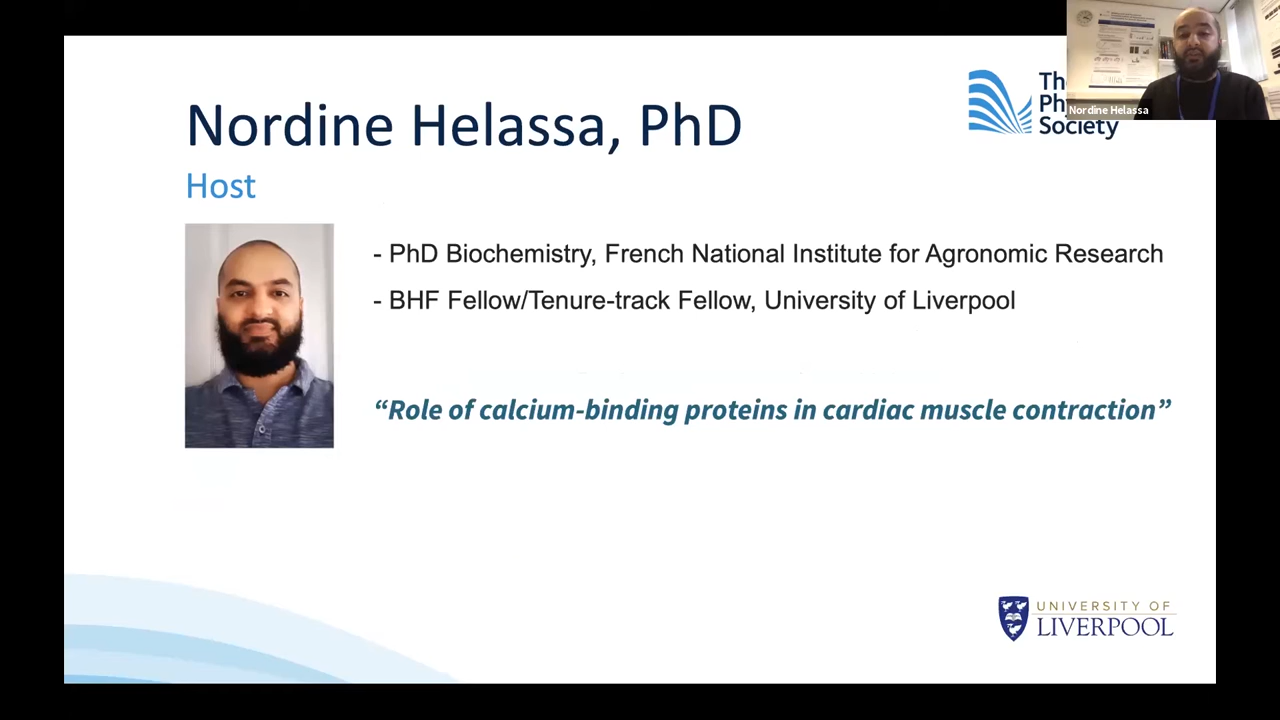 Nordine Helassa, PhD
Host
The
Ph
Society
Nordine Helassa
- PhD Biochemistry, French National Institute for Agronomic Research
- BHF Fellow/Tenure-track Fellow, University of Liverpool
“Role of calcium-binding proteins in cardiac muscle contraction”
UNIVERSITY OF
LIVERPOOL